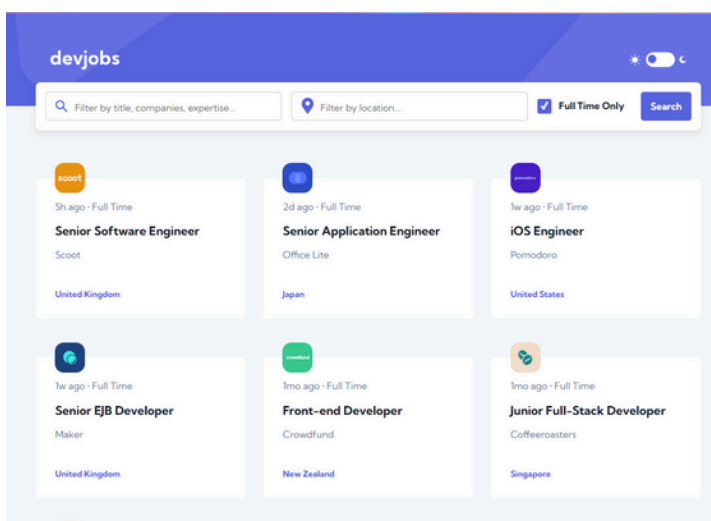 devjobs
Filter by title, companies, expertise...
Filter by location...
Full Time Only
Search
scoot
5h ago · Full Time
Senior Software Engineer
Scoot
United Kingdom
2d ago · Full Time
Senior Application Engineer
Office Lite
Japan
pomodoro
1w ago · Full Time
iOS Engineer
Pomodoro
United States
1w ago · Full Time
Senior EJB Developer
Maker
United Kingdom
crowdfund
1mo ago · Full Time
Front-end Developer
Crowdfund
New Zealand
1mo ago · Full Time
Junior Full-Stack Developer
Coffeeroasters
Singapore